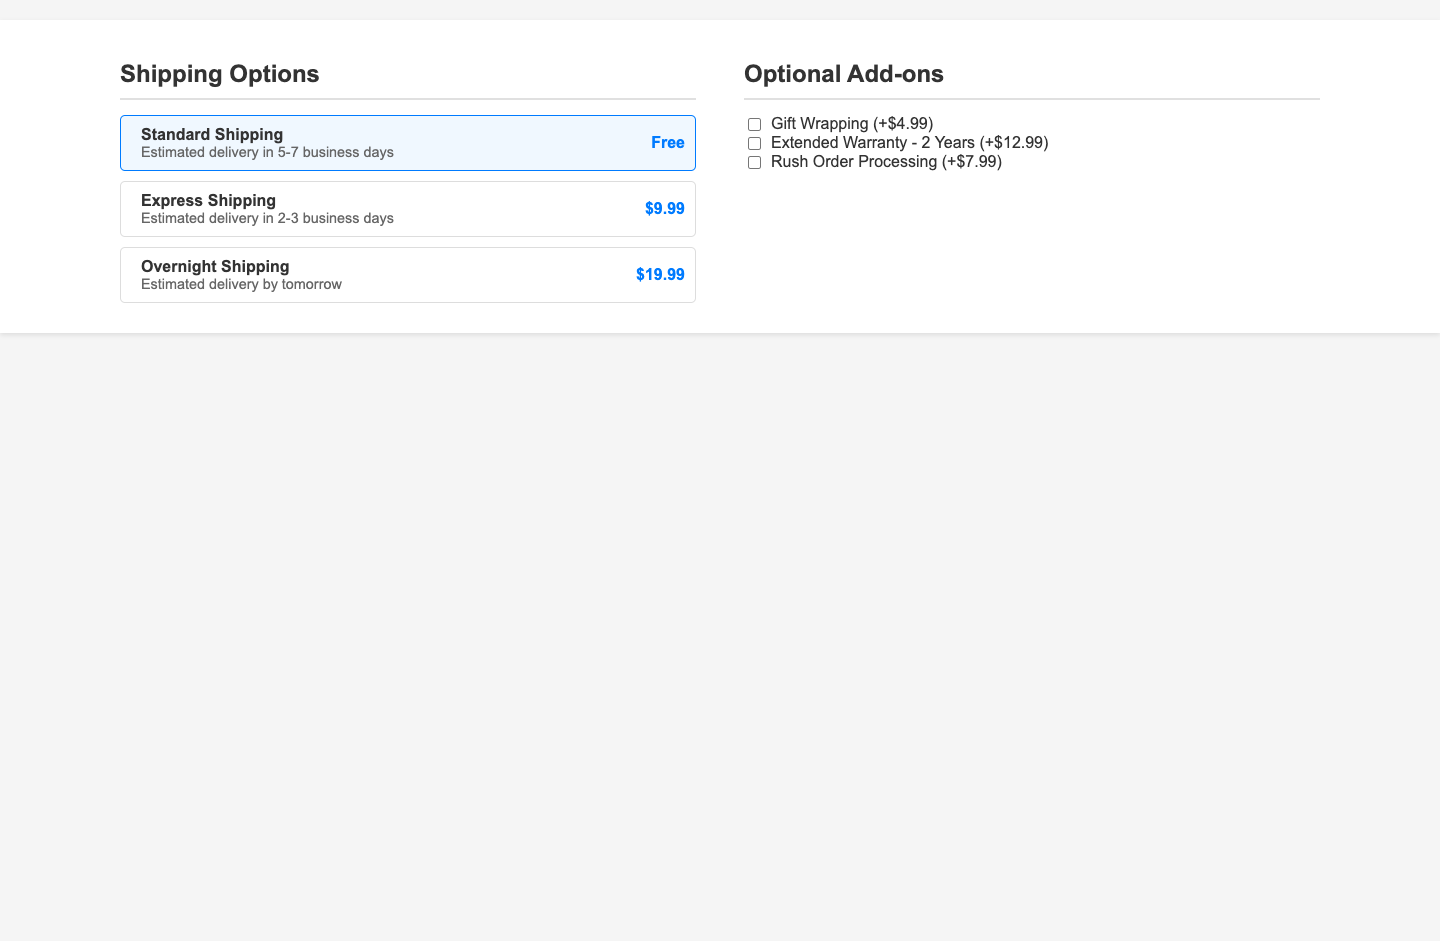 Shipping Options
Standard Shipping
Estimated delivery in 5-7 business days
Free
Express Shipping
Estimated delivery in 2-3 business days
$9.99
Overnight Shipping
Estimated delivery by tomorrow
$19.99
Optional Add-ons
Gift Wrapping (+$4.99)
Extended Warranty - 2 Years (+$12.99)
Rush Order Processing (+$7.99)